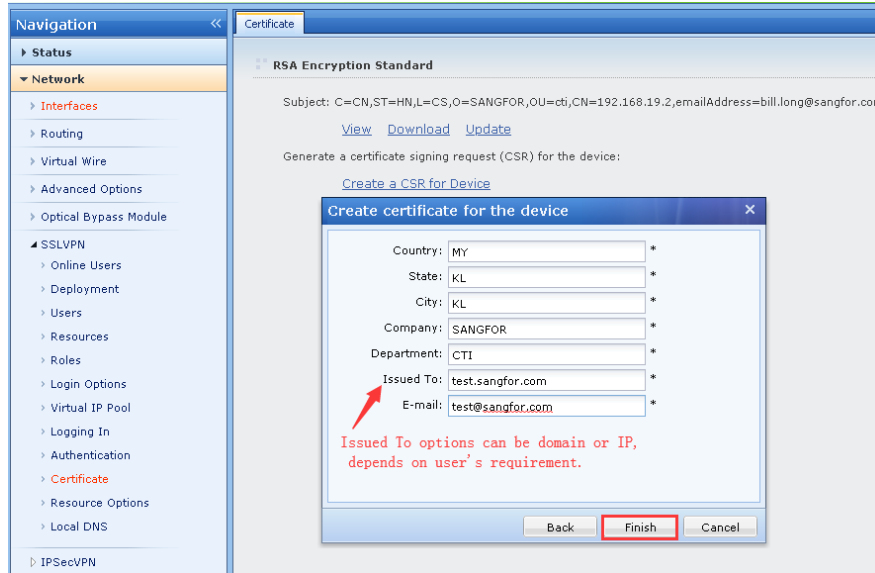 Navigation
Status
Network
Interfaces
Routing
Virtual Wire
Advanced Options
Optical Bypass Module
SSLVPN
Online Users
Deployment
Users
Resources
Roles
Login Options
Virtual IP Pool
Logging In
Authentication
Certificate
Resource Options
Local DNS
IPSecVPN
Certificate
RSA Encryption Standard
Subject: C=CN,ST=HN,L=CS,O=SANGFOR,OU=cti,CN=192.168.19.2,emailAddress=bill.long@sangfor.co
View Download Update
Generate a certificate signing request (CSR) for the device:
Create a CSR for Device
Create certificate for the device
Country: MY *
State: KL *
City: KL *
Company: SANGFOR *
Department: CTI *
Issued To: test.sangfor.com *
E-mail: test@sangfor.com *
Issued To options can be domain or IP,
depends on user's requirement.
Back Finish Cancel